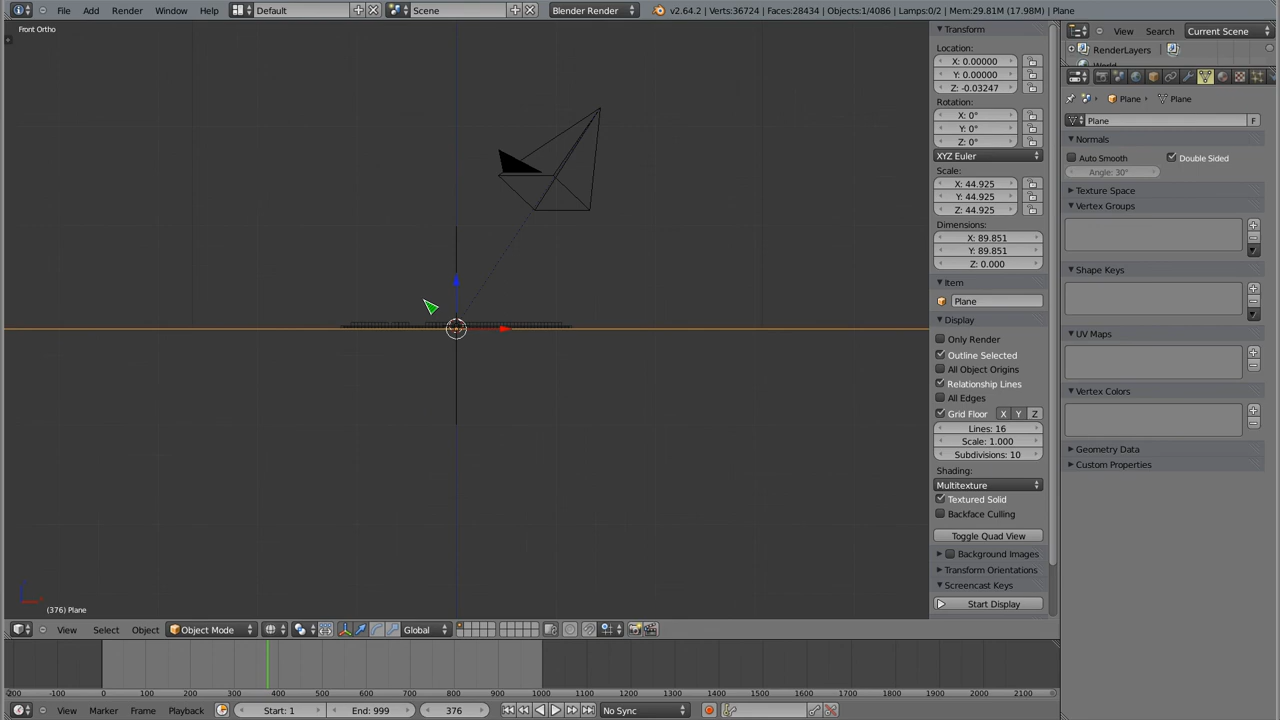 File Add Render Window Help Default Scene Blender Render v2.64.2 | Verts:36724 | Faces:28434 | Objects:1/4086 | Lamps:0/2 | Mem:29.81M (17.98M) | Plane
Front Ortho
Transform
Location:
X: 0.00000
Y: 0.00000
Z: -0.03247
Rotation:
X: 0°
Y: 0°
Z: 0°
XYZ Euler
Scale:
X: 44.925
Y: 44.925
Z: 44.925
Dimensions:
X: 89.851
Y: 89.851
Z: 0.000
Item
Plane
Display
Only Render
Outline Selected
All Object Origins
Relationship Lines
All Edges
Grid Floor X Y Z
Lines: 16
Scale: 1.000
Subdivisions: 10
Shading:
Multitexture
Textured Solid
Backface Culling
Toggle Quad View
Background Images
Transform Orientations
Screencast Keys
Start Display
View Search Current Scene
RenderLayers
Plane Plane
Plane F
Normals
Auto Smooth Double Sided
Angle: 30°
Texture Space
Vertex Groups
Shape Keys
UV Maps
Vertex Colors
Geometry Data
Custom Properties
(376) Plane
View Select Object Object Mode Global
-200 -100 0 100 200 300 400 500 600 700 800 900 1000 1100 1200 1300 1400 1500 1600 1700 1800 1900 2000 2100
View Marker Frame Playback Start: 1 End: 999 376 No Sync